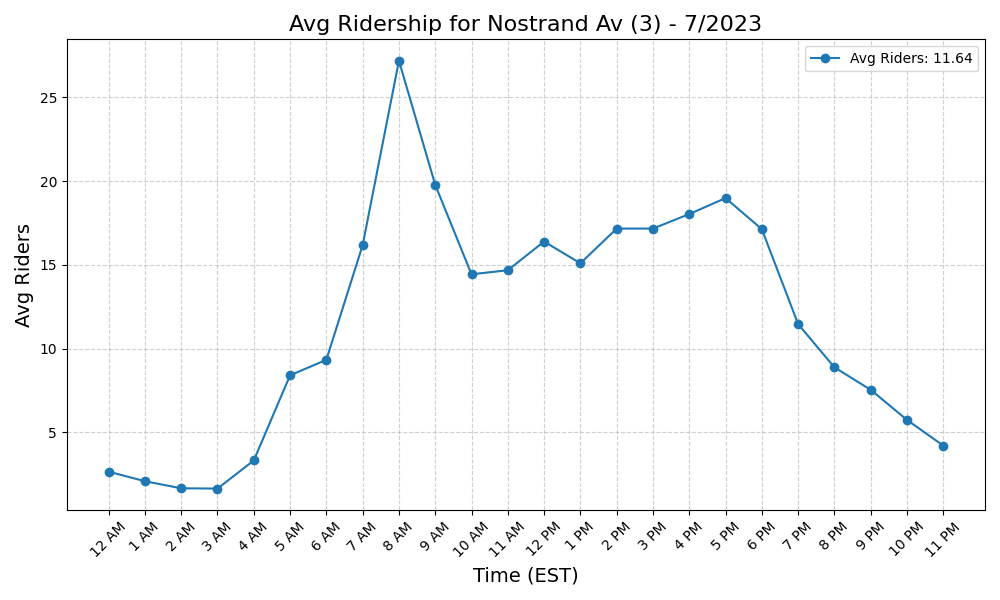 Avg Ridership for Nostrand Av (3) - 7/2023
Avg Riders: 11.64
Avg Riders
25
20
15
10
5
12 AM
1 AM
2 AM
3 AM
4 AM
5 AM
6 AM
7 AM
8 AM
9 AM
10 AM
11 AM
12 PM
1 PM
2 PM
3 PM
4 PM
5 PM
6 PM
7 PM
8 PM
9 PM
10 PM
11 PM
Time (EST)